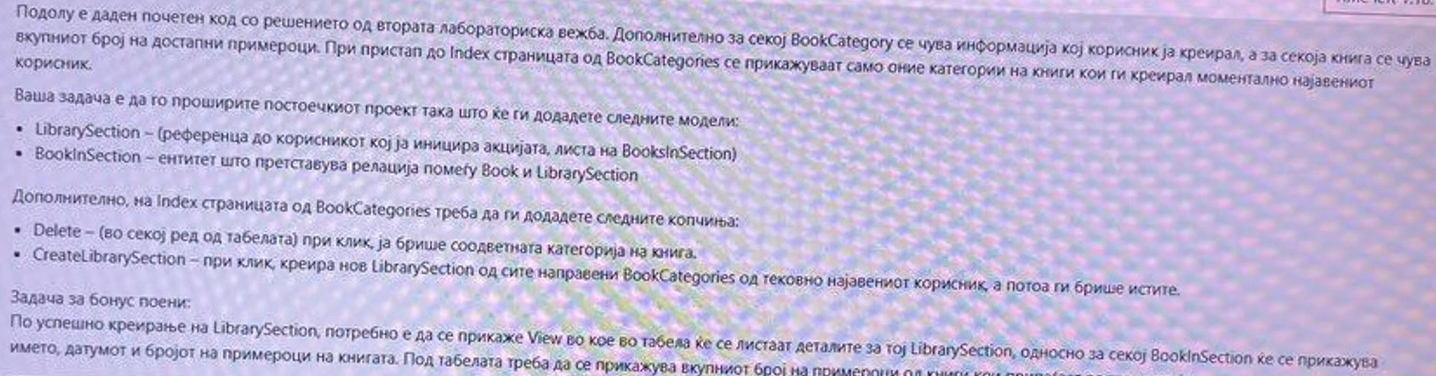 Подолу е даден почетен код со решението од втората лабораториска вежба. Дополнително за секој BookCategory се чува информација кој корисник ја креирал, а за секоја книга се чува
вкупниот број на достапни примероци. При пристап до Index страницата од BookCategories се прикажуваат само оние категории на книги кои ги креирал моментално најавениот
корисник.
Ваша задача е да го проширите постоечкиот проект така што ќе ги додадете следните модели:
• LibrarySection – (референца до корисникот кој ја иницира акцијата, листа на BooksInSection)
• BookInSection – ентитет што претставува релација помеѓу Book и LibrarySection
Дополнително, на Index страницата од BookCategories треба да ги додадете следните копчиња:
• Delete – (во секој ред од табелата) при клик, ја брише соодветната категорија на книга.
• CreateLibrarySection – при клик, креира нов LibrarySection од сите направени BookCategories од тековно најавениот корисник, а потоа ги брише истите.
Задача за бонус поени:
По успешно креирање на LibrarySection, потребно е да се прикаже View во кое во табела ќе се листаат деталите за тој LibrarySection, односно за секој BookInSection ќе се прикажува
името, датумот и бројот на примероци на книгата. Под табелата треба да се прикажува вкупниот број на примероци од книги кои